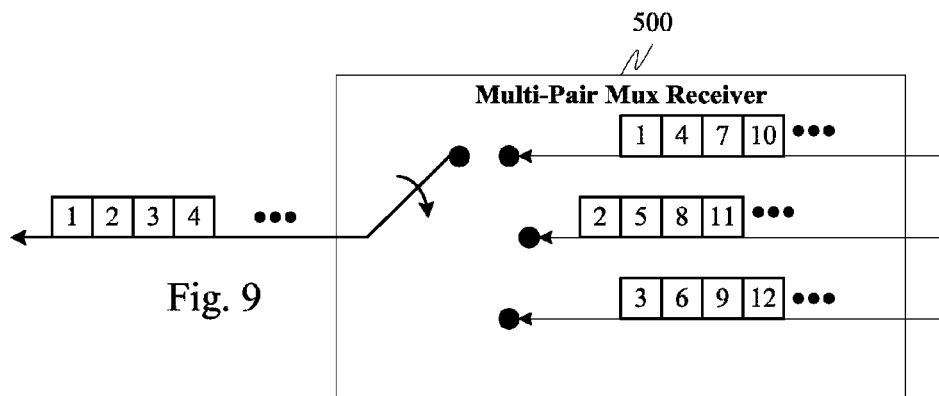 500
Multi-Pair Mux Receiver
1 4 7 10 •••
1 2 3 4 •••
2 5 8 11 •••
Fig. 9
3 6 9 12 •••